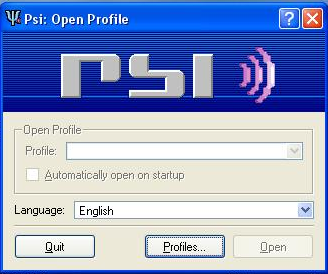 Psi: Open Profile
PSI
Open Profile
Profile:
Automatically open on startup
Language: English
Quit Profiles... Open